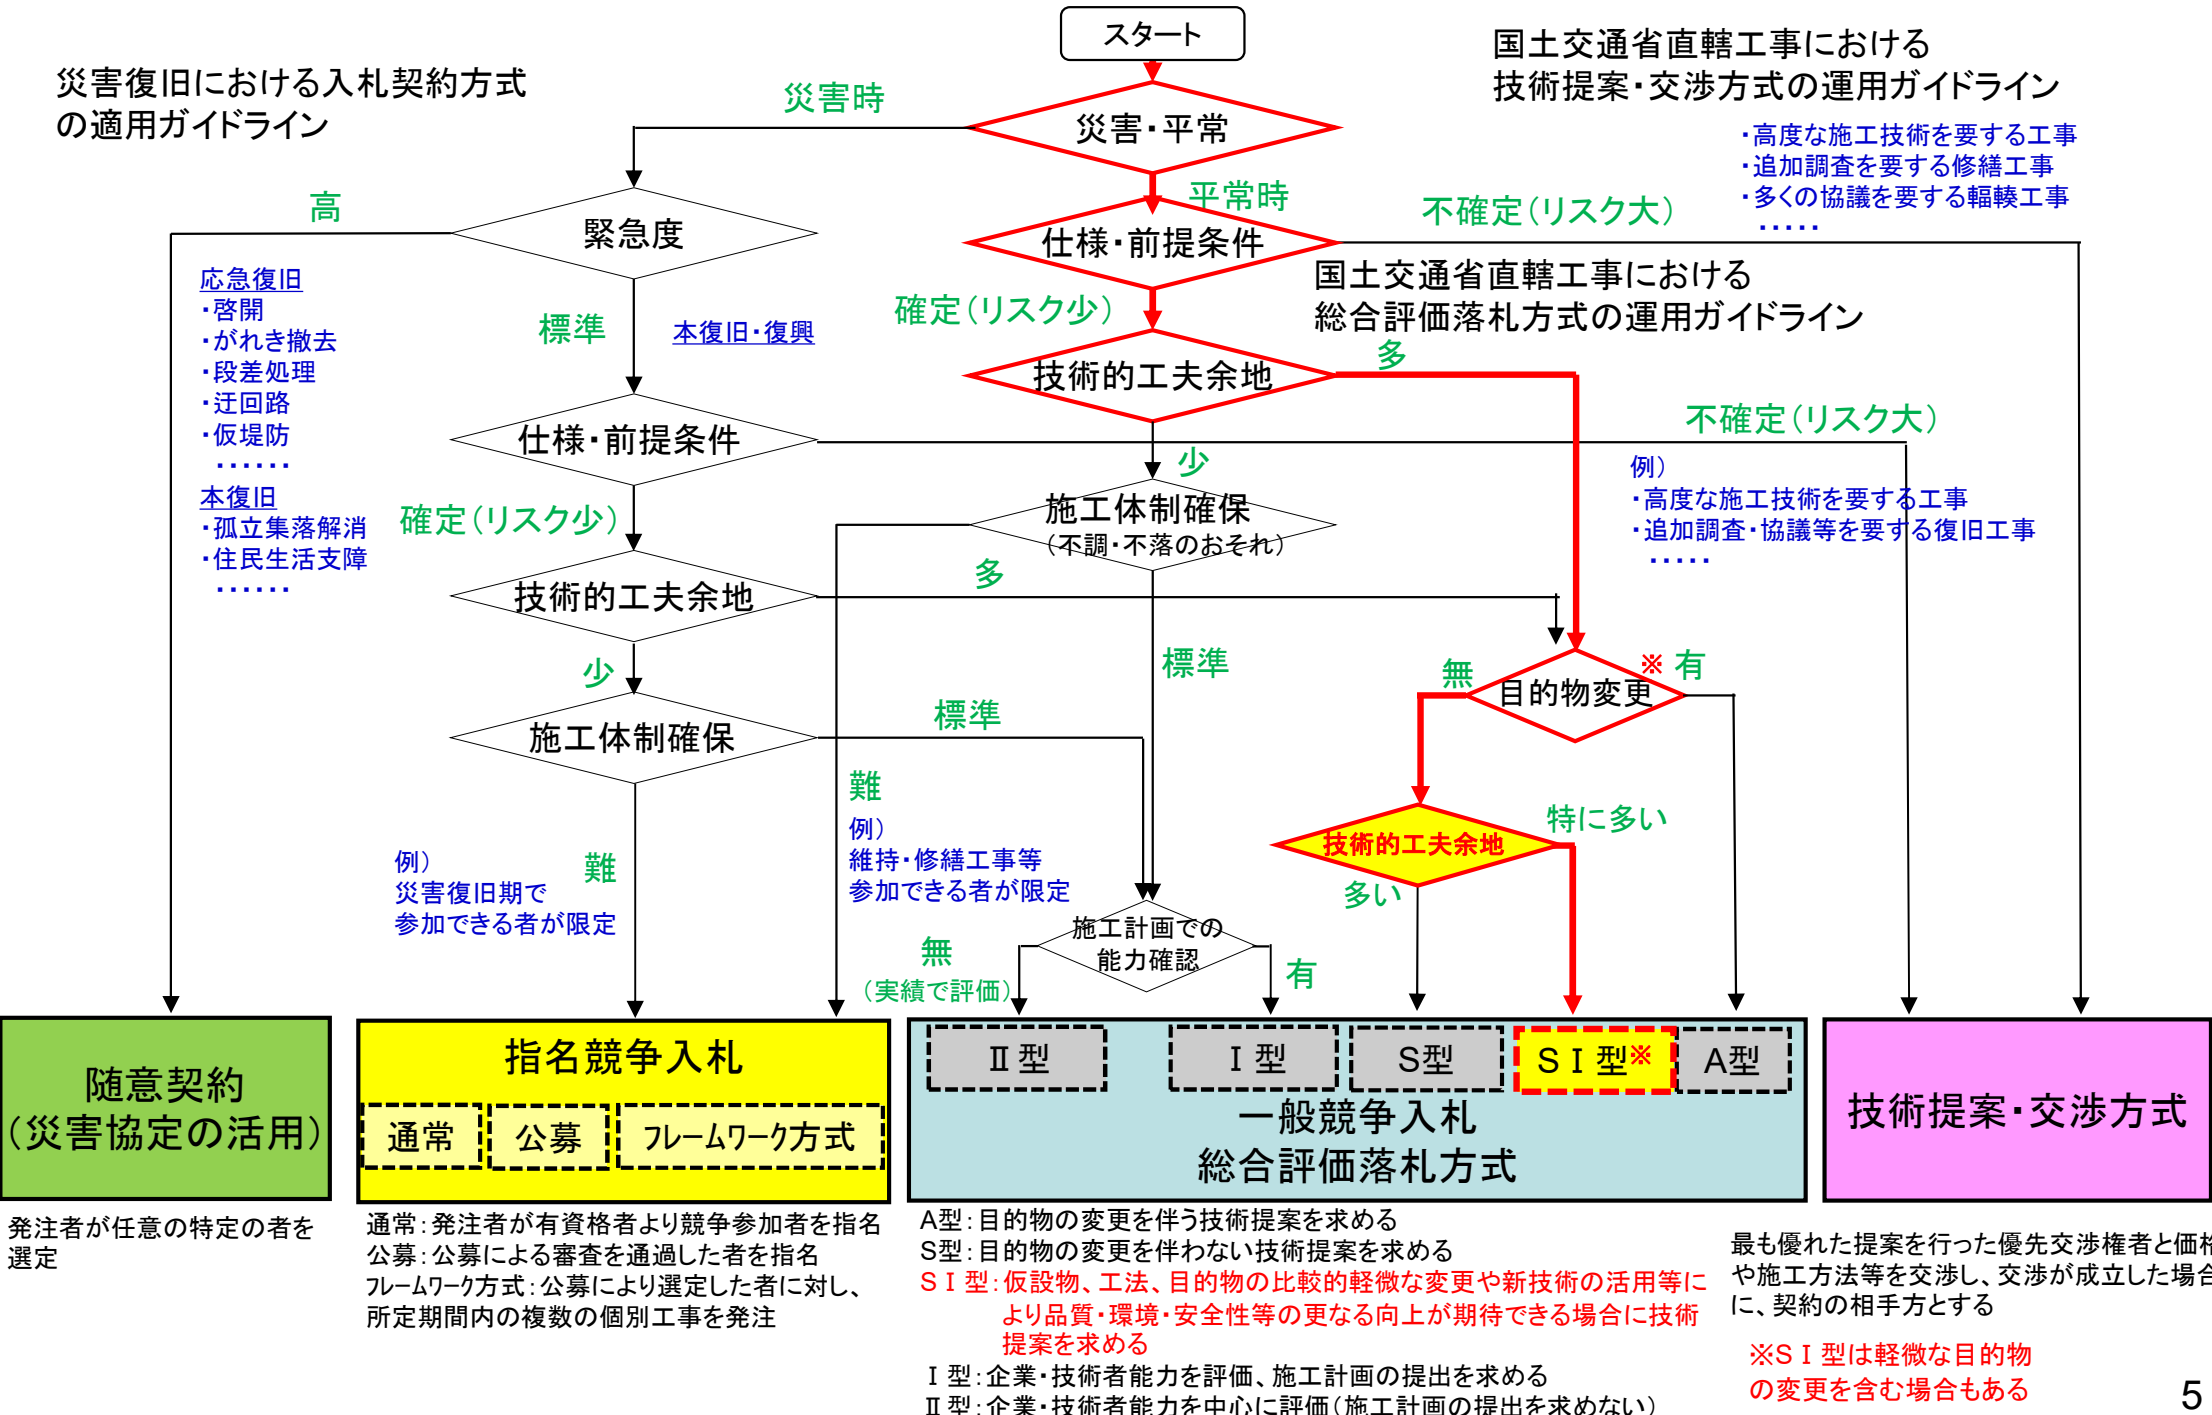 スタート
災害復旧における入札契約方式
の適用ガイドライン
国土交通省直轄工事における
技術提案・交渉方式の運用ガイドライン
・高度な施工技術を要する工事
・追加調査を要する修繕工事
・多くの協議を要する輻輳工事
・・・・・
災害時
災害・平常
平常時
高
緊急度
仕様・前提条件
不確定(リスク大)
国土交通省直轄工事における
総合評価落札方式の運用ガイドライン
応急復旧
・啓開
・がれき撤去
・段差処理
・迂回路
・仮堤防
・・・・・・
本復旧
・孤立集落解消
・住民生活支障
・・・・・・
標準
本復旧・復興
確定(リスク少)
技術的工夫余地
多
仕様・前提条件
不確定(リスク大)
例)
・高度な施工技術を要する工事
・追加調査・協議等を要する復旧工事
・・・・・
少
施工体制確保
(不調・不落のおそれ)
確定(リスク少)
技術的工夫余地
多
標準
無
目的物変更
※
有
少
施工体制確保
標準
難
例)
維持・修繕工事等
参加できる者が限定
技術的工夫余地
特に多い
多い
例)
災害復旧期で
参加できる者が限定
難
施工計画での
能力確認
無
(実績で評価)
有
随意契約
(災害協定の活用)
指名競争入札
通常
公募
フレームワーク方式
Ⅱ型
Ⅰ型
S型
SⅠ型※
A型
一般競争入札
総合評価落札方式
技術提案・交渉方式
発注者が任意の特定の者を
選定
通常:発注者が有資格者より競争参加者を指名
公募:公募による審査を通過した者を指名
フレームワーク方式:公募により選定した者に対し、
所定期間内の複数の個別工事を発注
A型:目的物の変更を伴う技術提案を求める
S型:目的物の変更を伴わない技術提案を求める
SⅠ型:仮設物、工法、目的物の比較的軽微な変更や新技術の活用等に
より品質・環境・安全性等の更なる向上が期待できる場合に技術
提案を求める
Ⅰ型:企業・技術者能力を評価、施工計画の提出を求める
Ⅱ型:企業・技術者能力を中心に評価(施工計画の提出を求めない)
最も優れた提案を行った優先交渉権者と価格
や施工方法等を交渉し、交渉が成立した場合
に、契約の相手方とする
※SⅠ型は軽微な目的物
の変更を含む場合もある
5